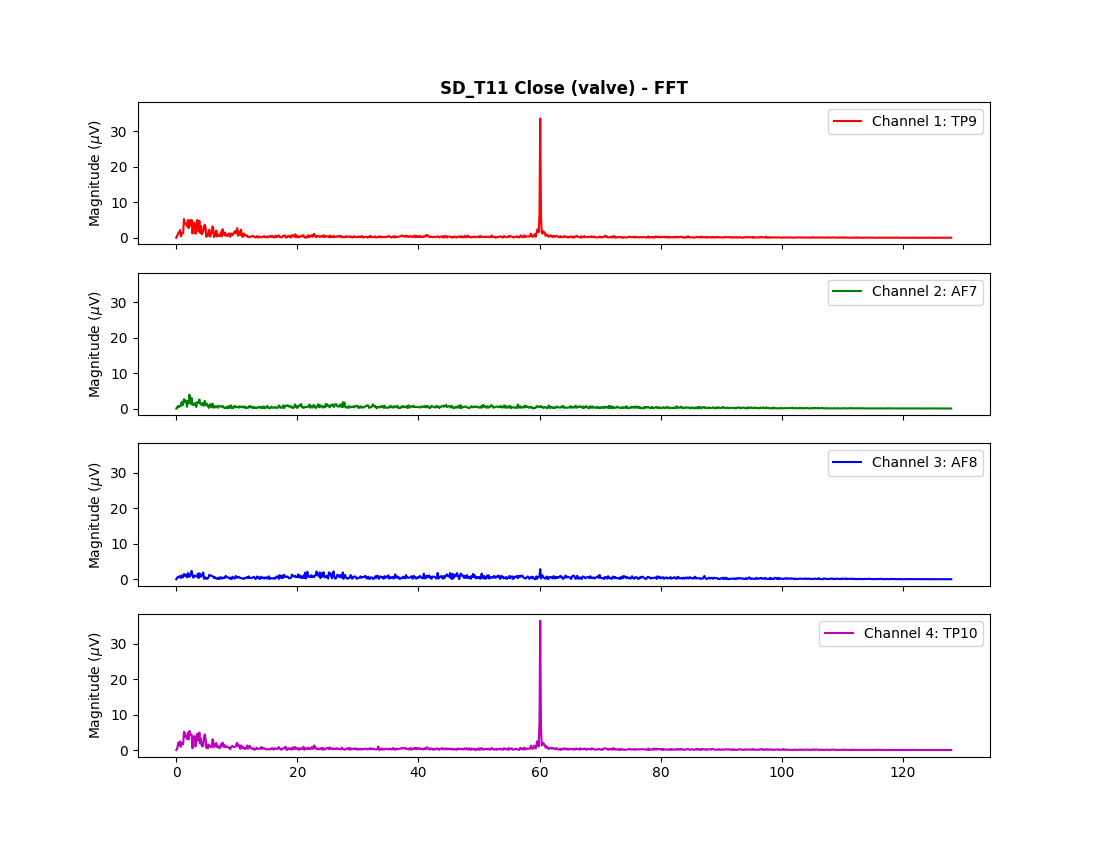 SD_T11 Close (valve) - FFT
Magnitude (μV)
30
20
10
0
Channel 1: TP9
Magnitude (μV)
30
20
10
0
Channel 2: AF7
Magnitude (μV)
30
20
10
0
Channel 3: AF8
Magnitude (μV)
30
20
10
0
Channel 4: TP10
0 20 40 60 80 100 120